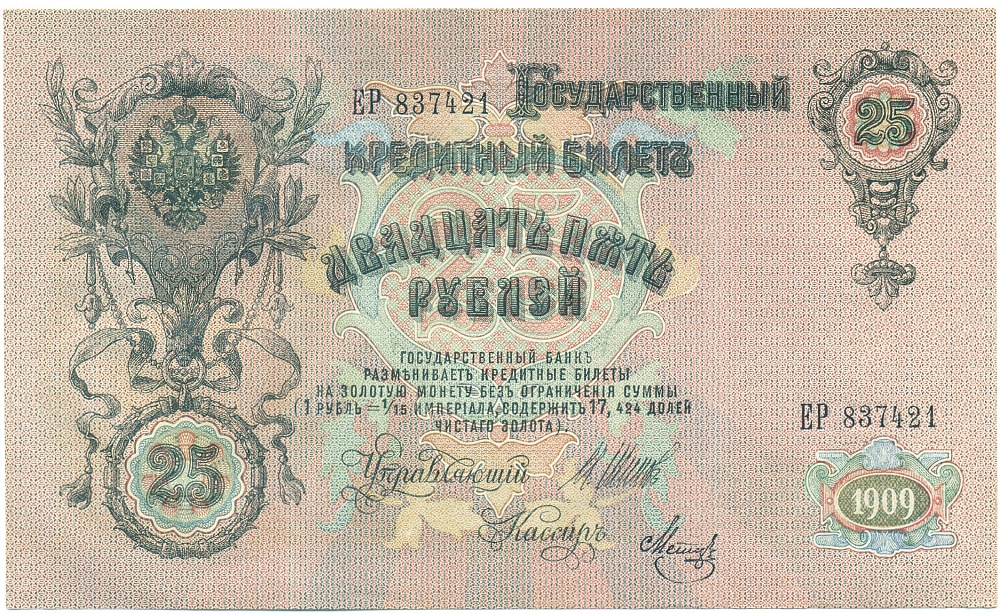 ЕР 837421 Государственный
Кредитный Билетъ
25
Двадцать пять
рублей
Государственный Банкъ
размѣниваетъ кредитные билеты
на золотую монету безъ ограниченія суммы
(1 рубль = 1/15 имперіала, содержитъ 17, 424 долей
чистаго золота).
ЕР 837421
25
Управляющій
1909
Кассиръ